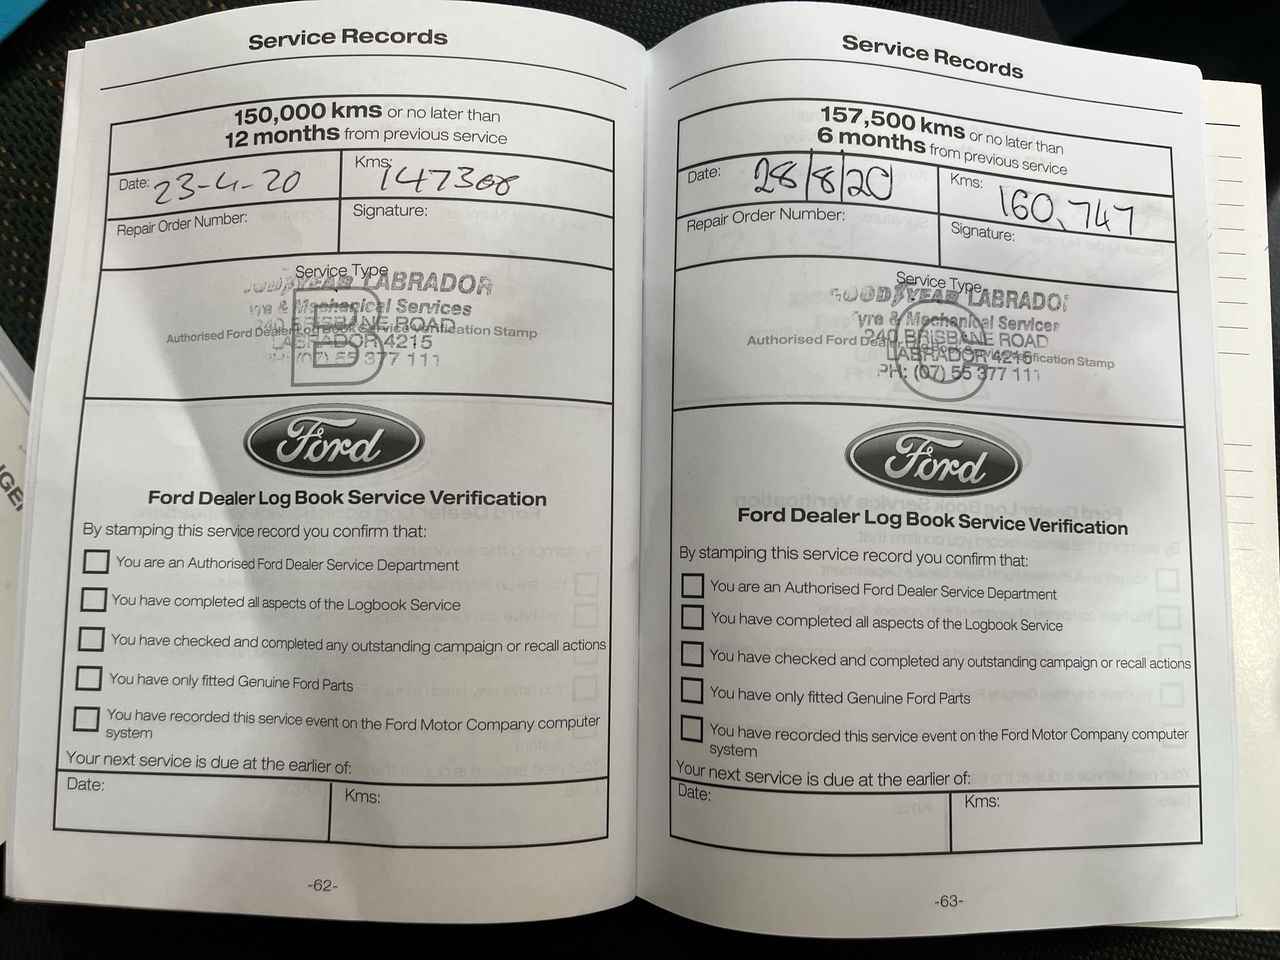 Service Records
150,000 kms or no later than
12 months from previous service
Date: 23-4-20
Kms: 147308
Repair Order Number:
Signature:
Service Type
GOODYEAR LABRADOR
Tyre & Mechanical Services
240 BRISBANE ROAD
Authorised Ford Dealer Log Book Service Verification Stamp
LABRADOR 4215
PH: (07) 55 377 111
B
Ford
Ford Dealer Log Book Service Verification
By stamping this service record you confirm that:
You are an Authorised Ford Dealer Service Department
You have completed all aspects of the Logbook Service
You have checked and completed any outstanding campaign or recall actions
You have only fitted Genuine Ford Parts
You have recorded this service event on the Ford Motor Company computer
system
Your next service is due at the earlier of:
Date:
Kms:
-62-
Service Records
157,500 kms or no later than
6 months from previous service
Date: 28/8/20
Kms: 160,747
Repair Order Number:
Signature:
Service Type
GOODYEAR LABRADOR
Tyre & Mechanical Services
240 BRISBANE ROAD
Authorised Ford Dealer Log Book Service Verification Stamp
LABRADOR 4215
PH: (07) 55 377 111
Ford
Ford Dealer Log Book Service Verification
By stamping this service record you confirm that:
You are an Authorised Ford Dealer Service Department
You have completed all aspects of the Logbook Service
You have checked and completed any outstanding campaign or recall actions
You have only fitted Genuine Ford Parts
You have recorded this service event on the Ford Motor Company computer
system
Your next service is due at the earlier of:
Date:
Kms:
-63-